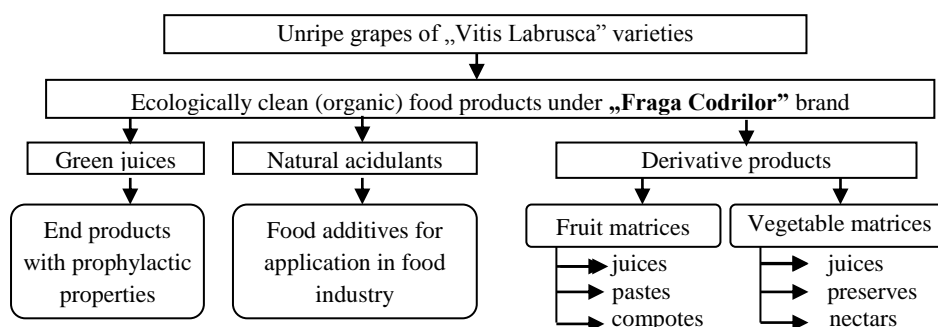 Unripe grapes of „Vitis Labrusca” varieties
Ecologically clean (organic) food products under „Fraga Codrilor” brand
Green juices
Natural acidulants
Derivative products
End products
with prophylactic
properties
Food additives for
application in food
industry
Fruit matrices
juices
pastes
compotes
Vegetable matrices
juices
preserves
nectars